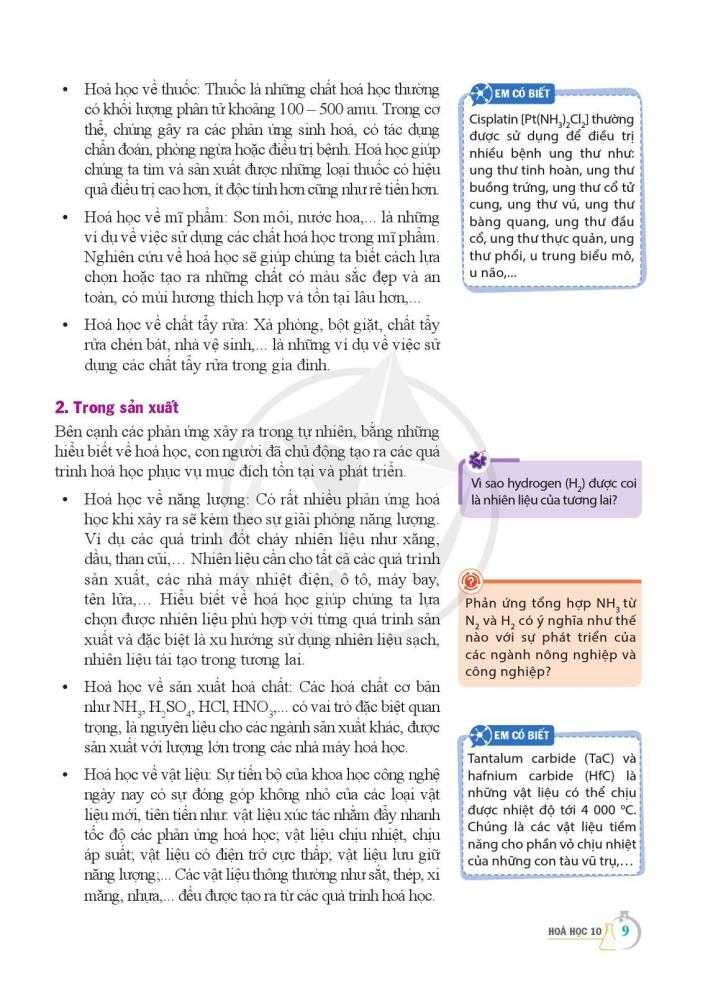 • Hoá học về thuốc: Thuốc là những chất hoá học thường
có khối lượng phân tử khoảng 100 – 500 amu. Trong cơ
thể, chúng gây ra các phản ứng sinh hoá, có tác dụng
chẩn đoán, phòng ngừa hoặc điều trị bệnh. Hoá học giúp
chúng ta tìm và sản xuất được những loại thuốc có hiệu
quả điều trị cao hơn, ít độc tính hơn cũng như rẻ tiền hơn.
• Hoá học về mĩ phẩm: Son môi, nước hoa,... là những
ví dụ về việc sử dụng các chất hoá học trong mĩ phẩm.
Nghiên cứu về hoá học sẽ giúp chúng ta biết cách lựa
chọn hoặc tạo ra những chất có màu sắc đẹp và an
toàn, có mùi hương thích hợp và tồn tại lâu hơn,...
• Hoá học về chất tẩy rửa: Xà phòng, bột giặt, chất tẩy
rửa chén bát, nhà vệ sinh,... là những ví dụ về việc sử
dụng các chất tẩy rửa trong gia đình.
EM CÓ BIẾT
Cisplatin [Pt(NH₃)₂Cl₂] thường
được sử dụng để điều trị
nhiều bệnh ung thư như:
ung thư tinh hoàn, ung thư
buồng trứng, ung thư cổ tử
cung, ung thư vú, ung thư
bàng quang, ung thư đầu
cổ, ung thư thực quản, ung
thư phổi, u trung biểu mô,
u não,...
2. Trong sản xuất
Bên cạnh các phản ứng xảy ra trong tự nhiên, bằng những
hiểu biết về hoá học, con người đã chủ động tạo ra các quá
trình hoá học phục vụ mục đích tồn tại và phát triển.
• Hoá học về năng lượng: Có rất nhiều phản ứng hoá
học khi xảy ra sẽ kèm theo sự giải phóng năng lượng.
Ví dụ các quá trình đốt cháy nhiên liệu như xăng,
dầu, than củi,… Nhiên liệu cần cho tất cả các quá trình
sản xuất, các nhà máy nhiệt điện, ô tô, máy bay,
tên lửa,… Hiểu biết về hoá học giúp chúng ta lựa
chọn được nhiên liệu phù hợp với từng quá trình sản
xuất và đặc biệt là xu hướng sử dụng nhiên liệu sạch,
nhiên liệu tái tạo trong tương lai.
Vì sao hydrogen (H₂) được coi
là nhiên liệu của tương lai?
?
Phản ứng tổng hợp NH₃ từ
N₂ và H₂ có ý nghĩa như thế
nào với sự phát triển của
các ngành nông nghiệp và
công nghiệp?
• Hoá học về sản xuất hoá chất: Các hoá chất cơ bản
như NH₃, H₂SO₄, HCl, HNO₃,... có vai trò đặc biệt quan
trọng, là nguyên liệu cho các ngành sản xuất khác, được
sản xuất với lượng lớn trong các nhà máy hoá học.
• Hoá học về vật liệu: Sự tiến bộ của khoa học công nghệ
ngày nay có sự đóng góp không nhỏ của các loại vật
liệu mới, tiên tiến như: vật liệu xúc tác nhằm đẩy nhanh
tốc độ các phản ứng hoá học; vật liệu chịu nhiệt, chịu
áp suất; vật liệu có điện trở cực thấp; vật liệu lưu giữ
năng lượng;... Các vật liệu thông thường như sắt, thép, xi
măng, nhựa,... đều được tạo ra từ các quá trình hoá học.
EM CÓ BIẾT
Tantalum carbide (TaC) và
hafnium carbide (HfC) là
những vật liệu có thể chịu
được nhiệt độ tới 4 000 °C.
Chúng là các vật liệu tiềm
năng cho phần vỏ chịu nhiệt
của những con tàu vũ trụ,…
HOÁ HỌC 10 9